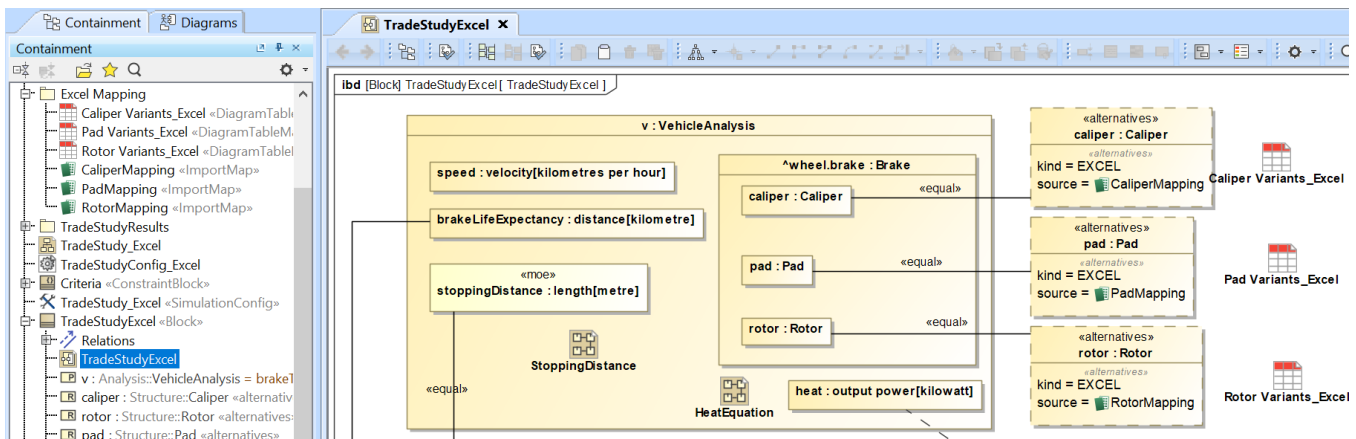 Containment
Diagrams
TradeStudyExcel
Containment
Excel Mapping
Caliper Variants_Excel «DiagramTable
Pad Variants_Excel «DiagramTableM
Rotor Variants_Excel «DiagramTable
CaliperMapping «ImportMap»
PadMapping «ImportMap»
RotorMapping «ImportMap»
TradeStudyResults
TradeStudy_Excel
TradeStudyConfig_Excel
Criteria «ConstraintBlock»
TradeStudy_Excel «SimulationConfig»
TradeStudyExcel «Block»
Relations
TradeStudyExcel
v : Analysis::VehicleAnalysis = brakeT
caliper : Structure::Caliper «alternativ
rotor : Structure::Rotor «alternatives
pad : Structure::Pad «alternatives»
ibd [Block] TradeStudyExcel[ TradeStudyExcel ]
v : VehicleAnalysis
speed : velocity[kilometres per hour]
brakeLifeExpectancy : distance[kilometre]
«moe»
stoppingDistance : length[metre]
StoppingDistance
«equal»
^wheel.brake : Brake
caliper : Caliper
«equal»
pad : Pad
«equal»
rotor : Rotor
«equal»
HeatEquation
heat : output power[kilowatt]
«alternatives»
caliper : Caliper
«alternatives»
kind = EXCEL
source = CaliperMapping
Caliper Variants_Excel
«alternatives»
pad : Pad
«alternatives»
kind = EXCEL
source = PadMapping
Pad Variants_Excel
«alternatives»
rotor : Rotor
«alternatives»
kind = EXCEL
source = RotorMapping
Rotor Variants_Excel